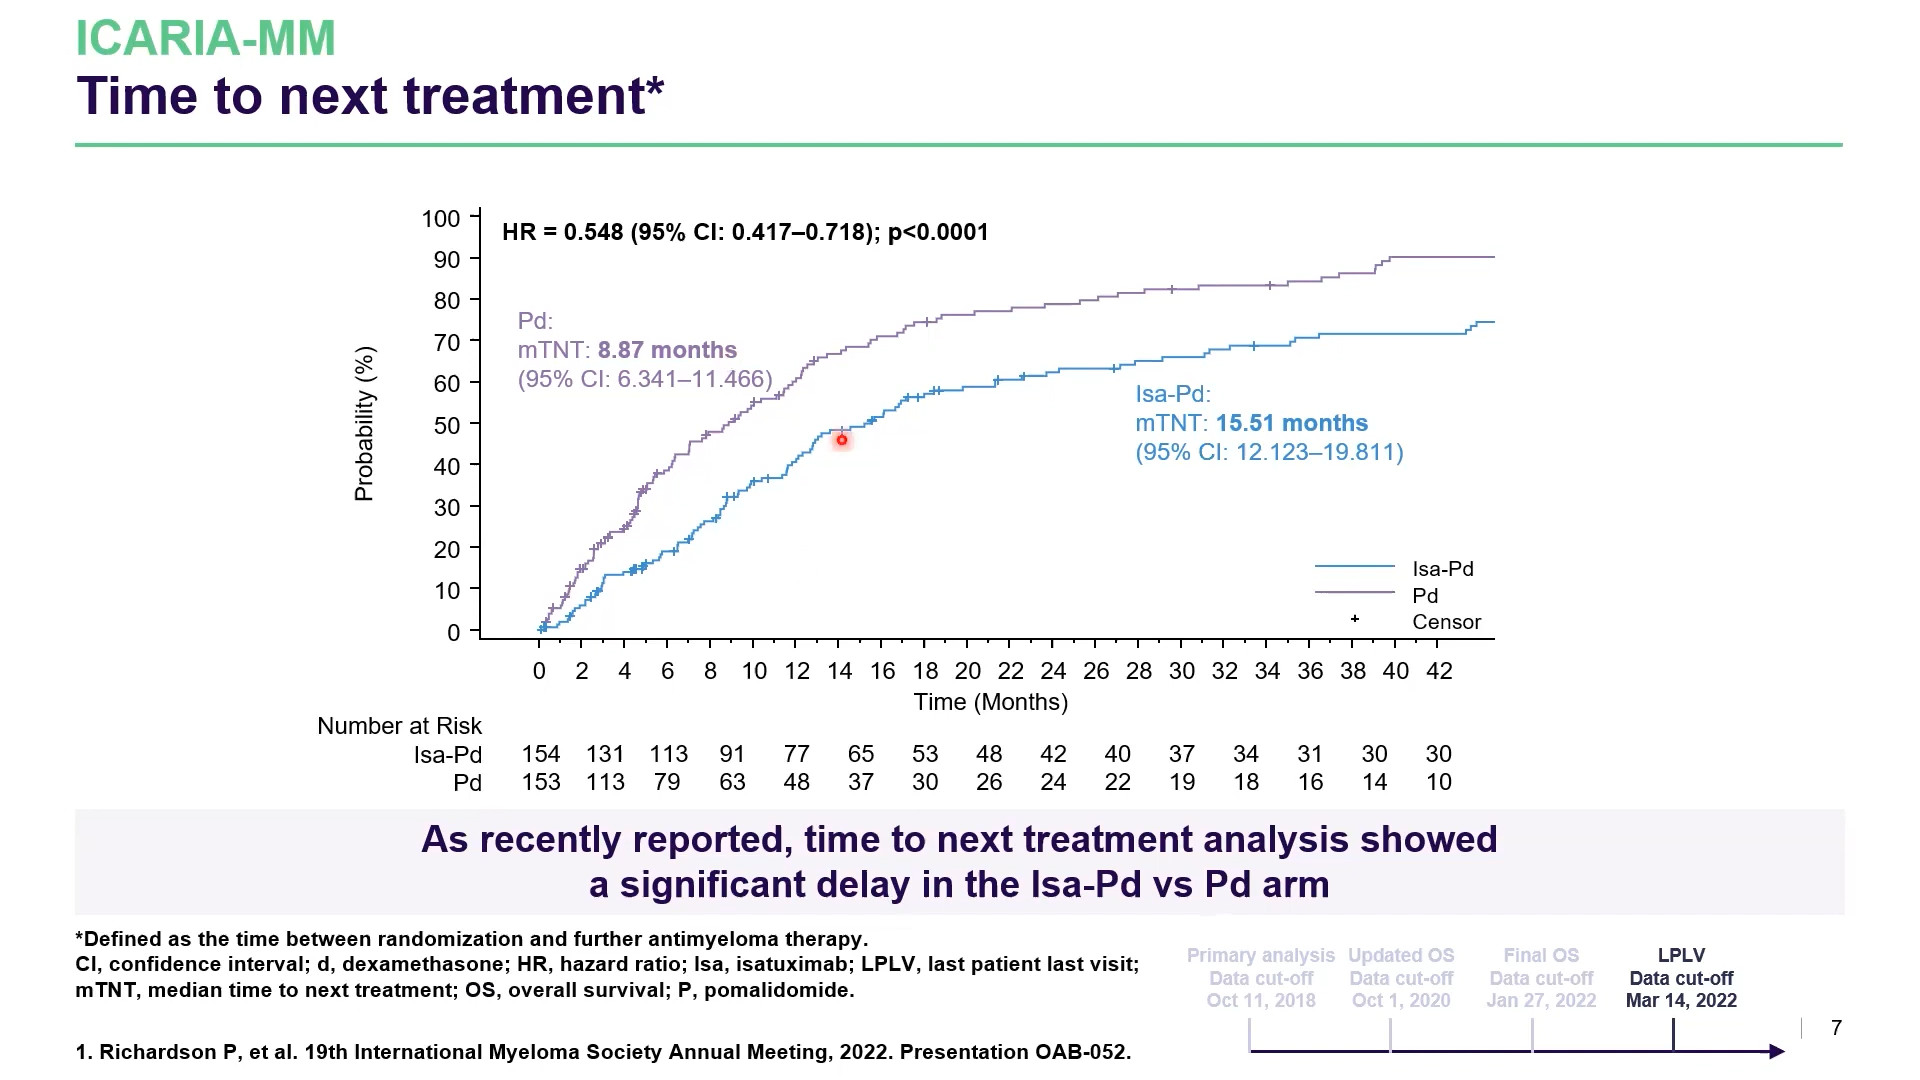 ICARIA-MM
Time to next treatment*
HR = 0.548 (95% CI: 0.417–0.718); p<0.0001
Pd:
mTNT: 8.87 months
(95% CI: 6.341–11.466)
Isa-Pd:
mTNT: 15.51 months
(95% CI: 12.123–19.811)
Probability (%)
100
90
80
70
60
50
40
30
20
10
0
Isa-Pd
Pd
Censor
0 2 4 6 8 10 12 14 16 18 20 22 24 26 28 30 32 34 36 38 40 42
Time (Months)
Number at Risk
Isa-Pd 154 131 113 91 77 65 53 48 42 40 37 34 31 30 30
Pd 153 113 79 63 48 37 30 26 24 22 19 18 16 14 10
As recently reported, time to next treatment analysis showed
a significant delay in the Isa-Pd vs Pd arm
*Defined as the time between randomization and further antimyeloma therapy.
CI, confidence interval; d, dexamethasone; HR, hazard ratio; Isa, isatuximab; LPLV, last patient last visit;
mTNT, median time to next treatment; OS, overall survival; P, pomalidomide.
1. Richardson P, et al. 19th International Myeloma Society Annual Meeting, 2022. Presentation OAB-052.
Primary analysis
Data cut-off
Oct 11, 2018
Updated OS
Data cut-off
Oct 1, 2020
Final OS
Data cut-off
Jan 27, 2022
LPLV
Data cut-off
Mar 14, 2022
7